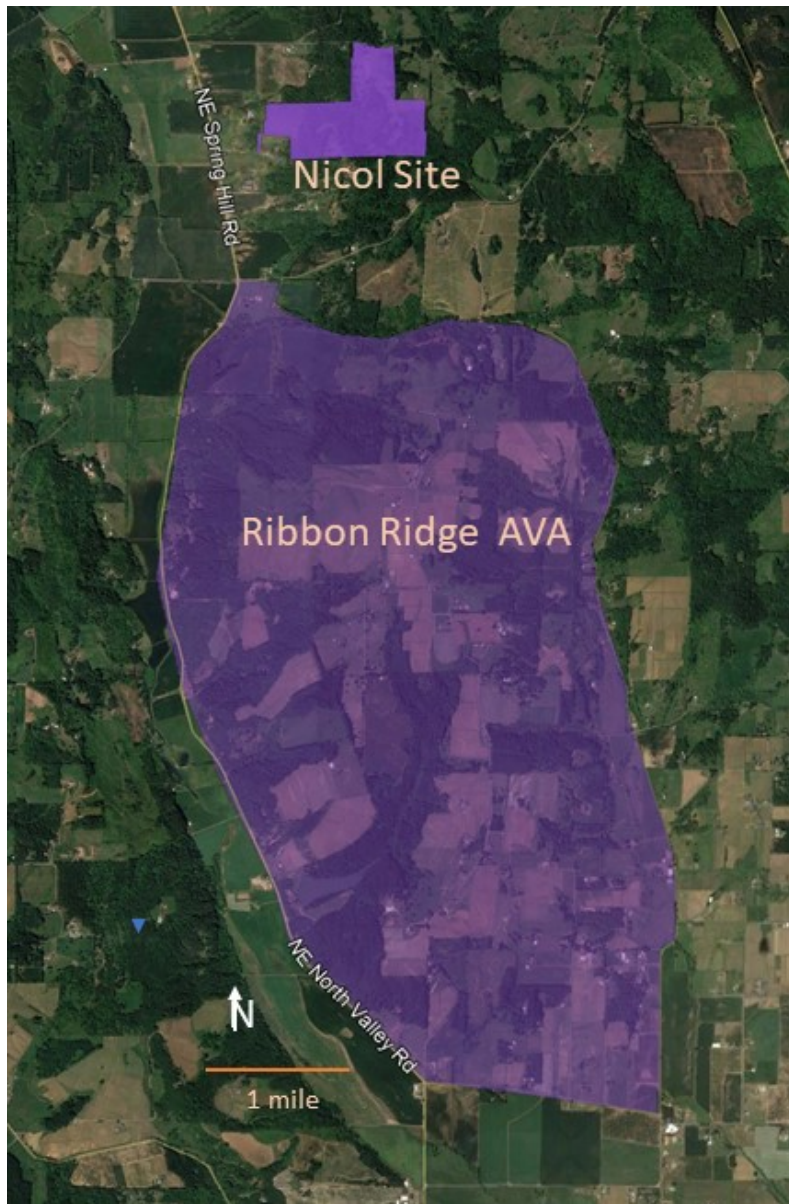 NE Spring Hill Rd
Nicol Site
Ribbon Ridge AVA
NE North Valley Rd
N
1 mile